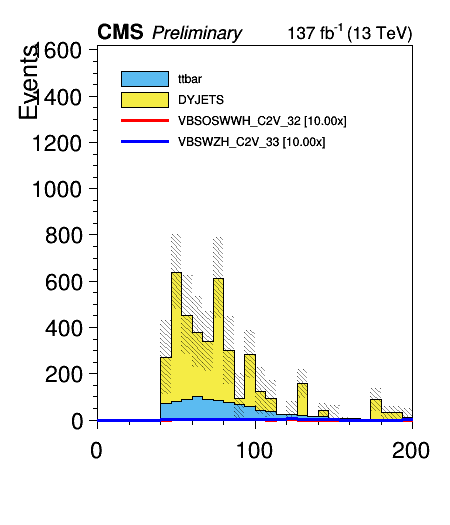 CMS Preliminary 137 fb-1 (13 TeV)
Events
1600
1400
1200
1000
800
600
400
200
0
ttbar
DYJETS
VBSOSWWH_C2V_32 [10.00x]
VBSWZH_C2V_33 [10.00x]
0 100 200